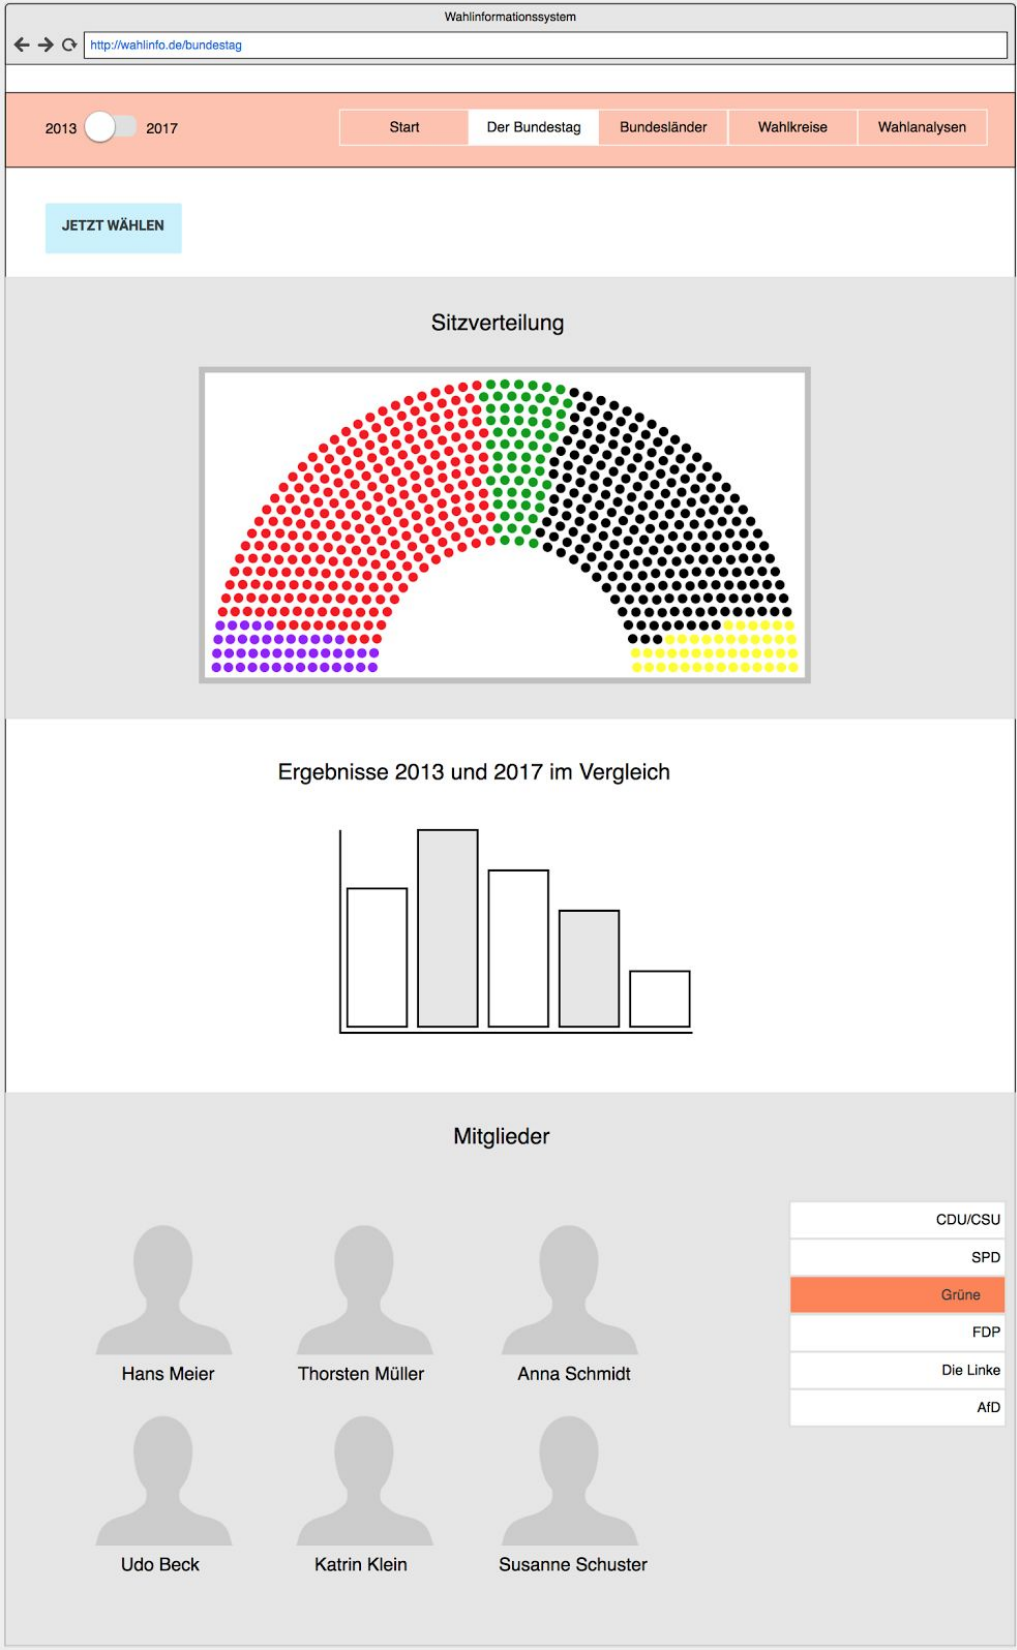 Wahlinformationssystem
http://wahlinfo.de/bundestag
2013 2017 Start Der Bundestag Bundesländer Wahlkreise Wahlanalysen
JETZT WÄHLEN
Sitzverteilung
Ergebnisse 2013 und 2017 im Vergleich
Mitglieder
CDU/CSU
SPD
Grüne
FDP
Die Linke
AfD
Hans Meier Thorsten Müller Anna Schmidt
Udo Beck Katrin Klein Susanne Schuster